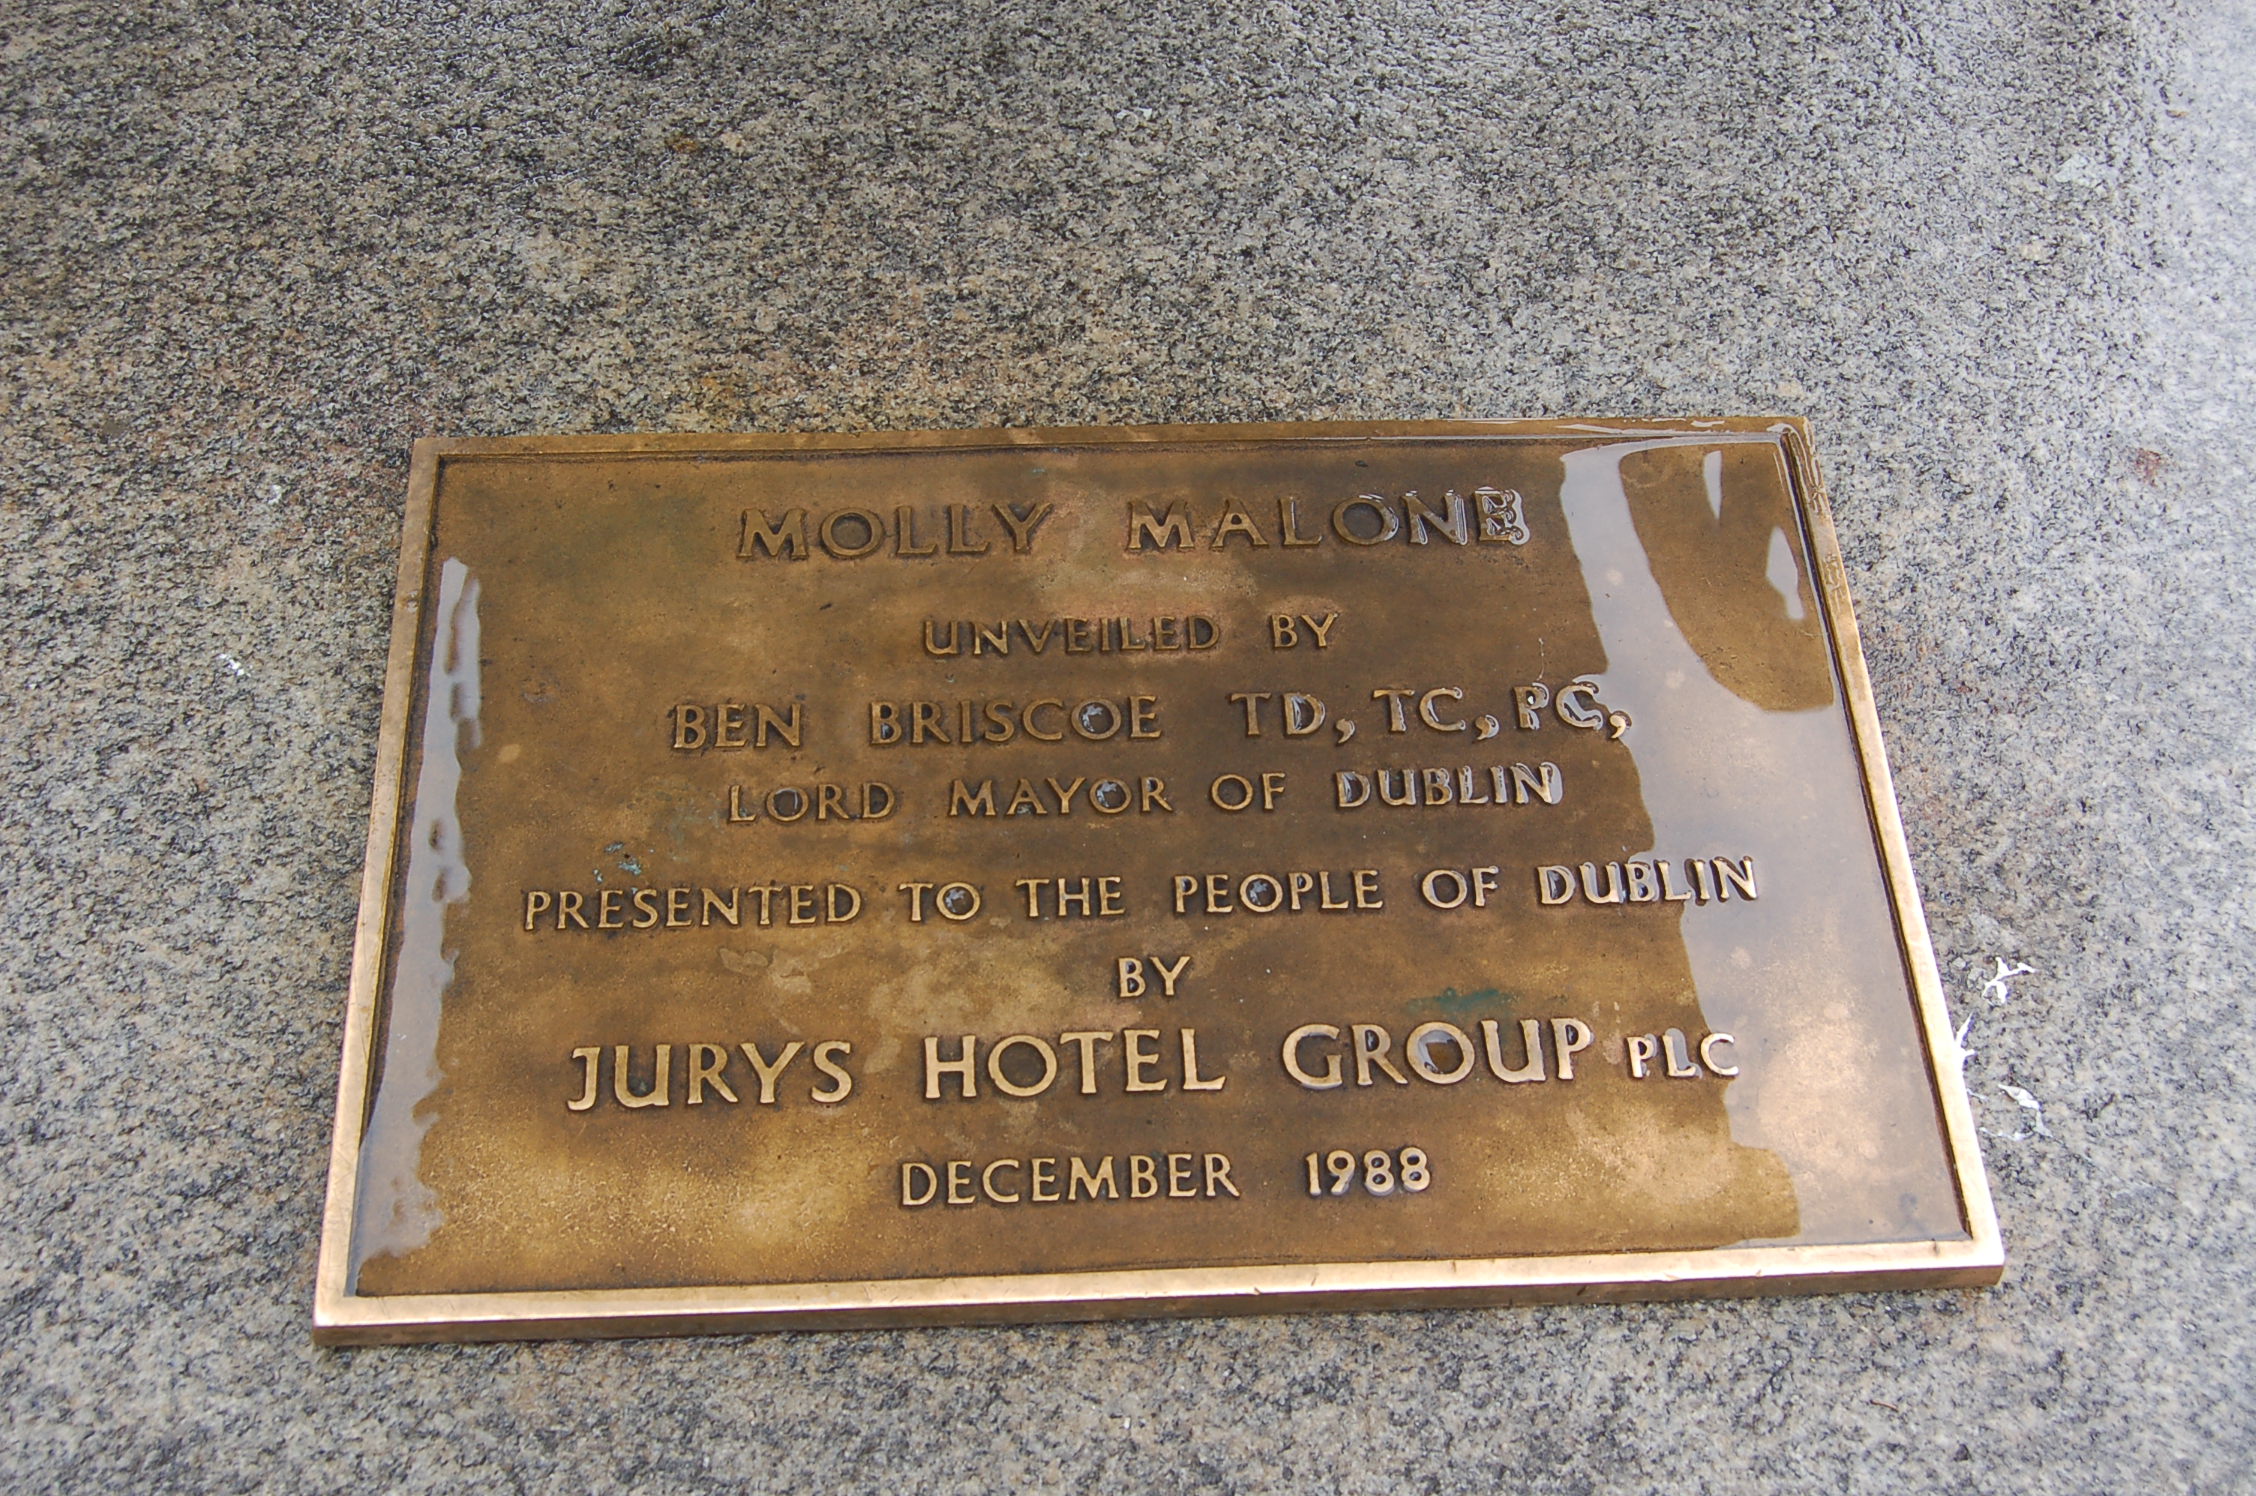 MOLLY MALONE
UNVEILED BY
BEN BRISCOE TD, TC, PC,
LORD MAYOR OF DUBLIN
PRESENTED TO THE PEOPLE OF DUBLIN
BY
JURYS HOTEL GROUP PLC
DECEMBER 1988